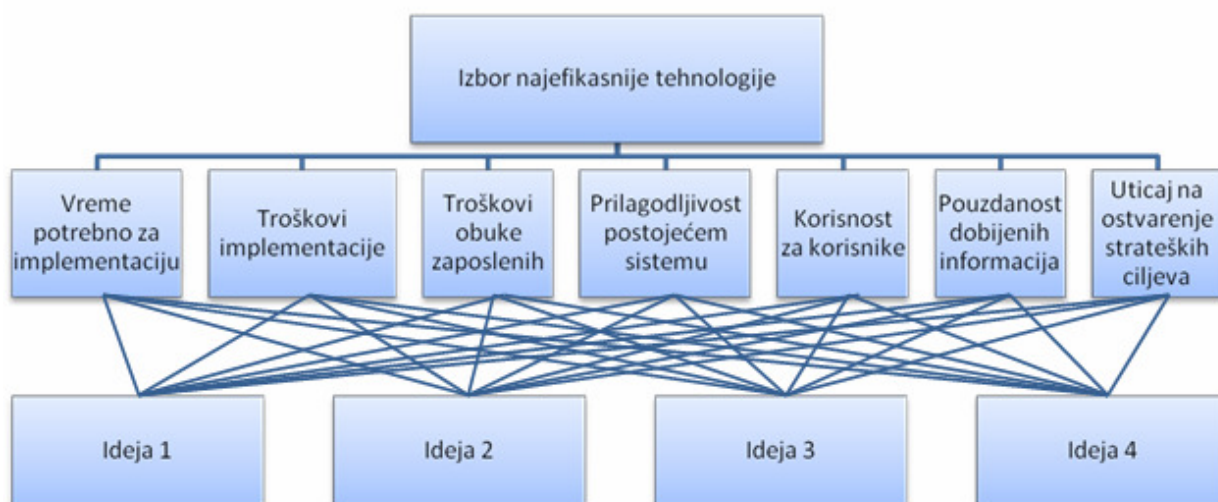 Izbor najefikasnije tehnologije
Vreme
potrebno za
implementaciju
Troškovi
implementacije
Troškovi
obuke
zaposlenih
Prilagodljivost
postojećem
sistemu
Korisnost
za korisnike
Pouzdanost
dobijenih
informacija
Uticaj na
ostvarenje
strateških
ciljeva
Ideja 1
Ideja 2
Ideja 3
Ideja 4